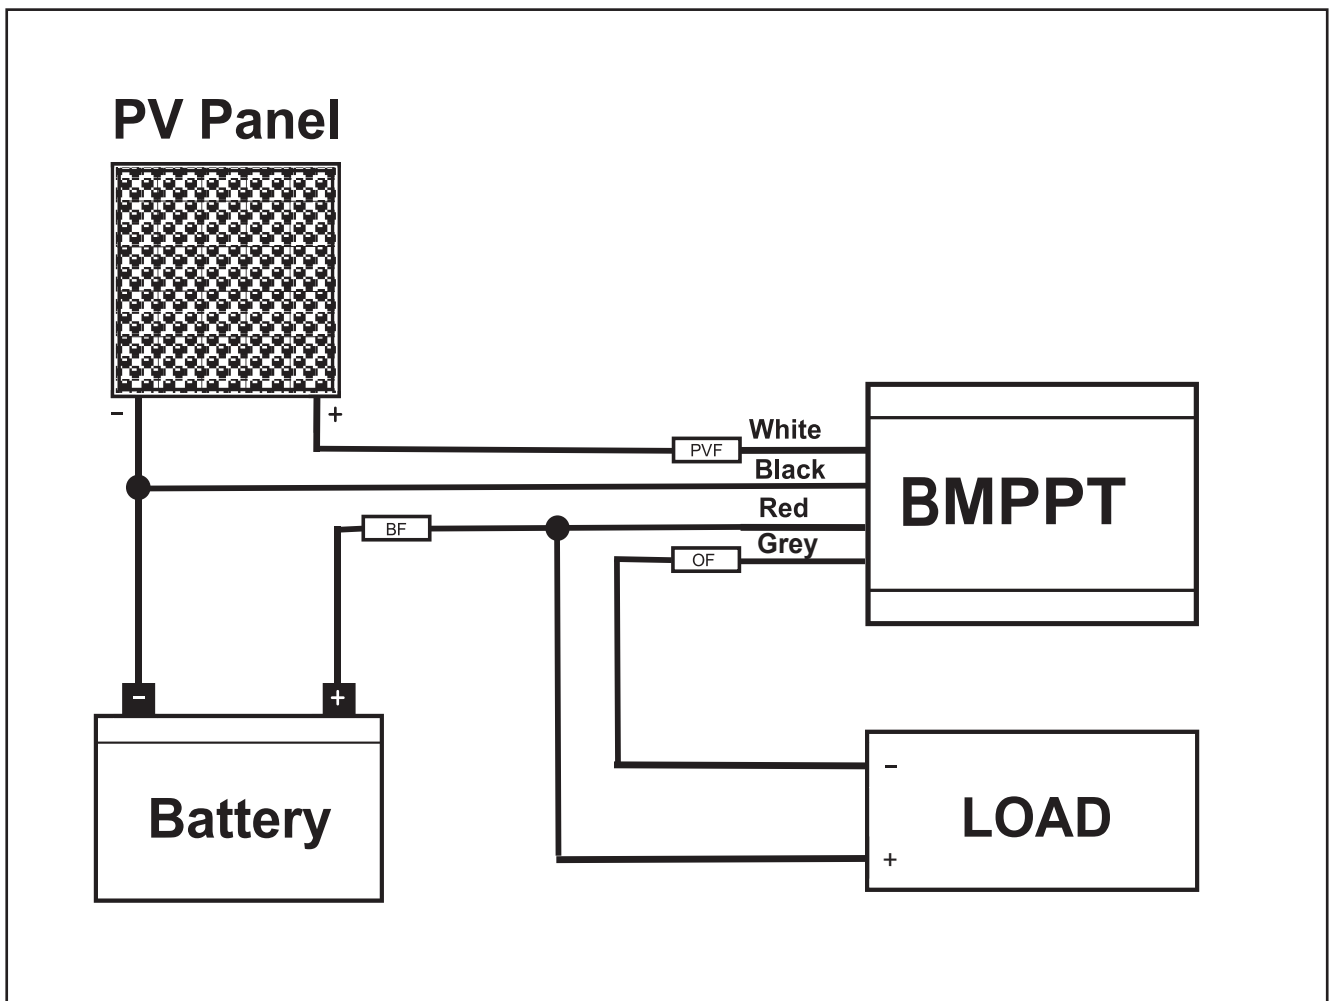 PV Panel
− +
White
PVF
Black
BMPPT
Red
BF
Grey
OF
− +
Battery
−
LOAD
+